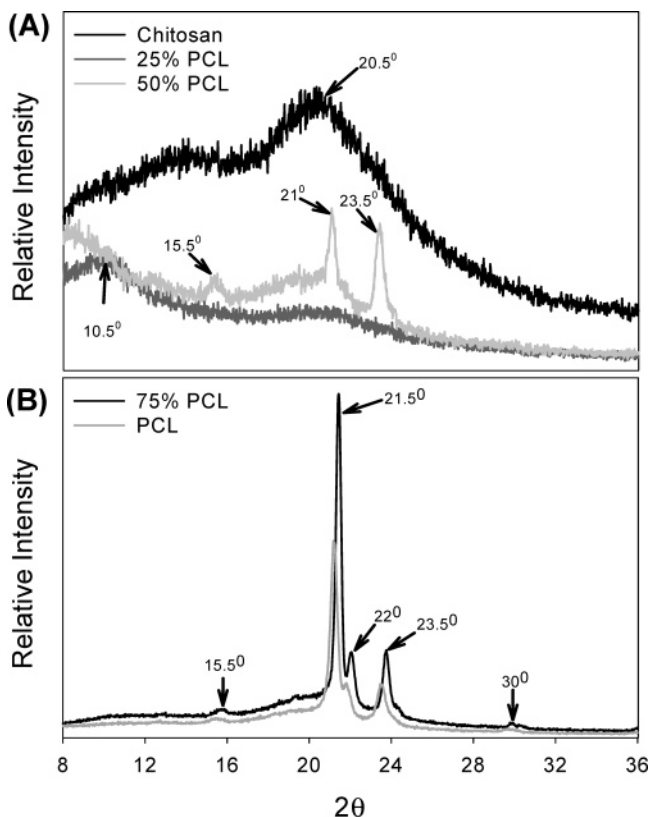 (A)
Chitosan
25% PCL
50% PCL
20.5⁰
21⁰
23.5⁰
15.5⁰
10.5⁰
Relative Intensity
(B)
75% PCL
PCL
21.5⁰
22⁰
23.5⁰
15.5⁰
30⁰
Relative Intensity
8 12 16 20 24 28 32 36
2θ